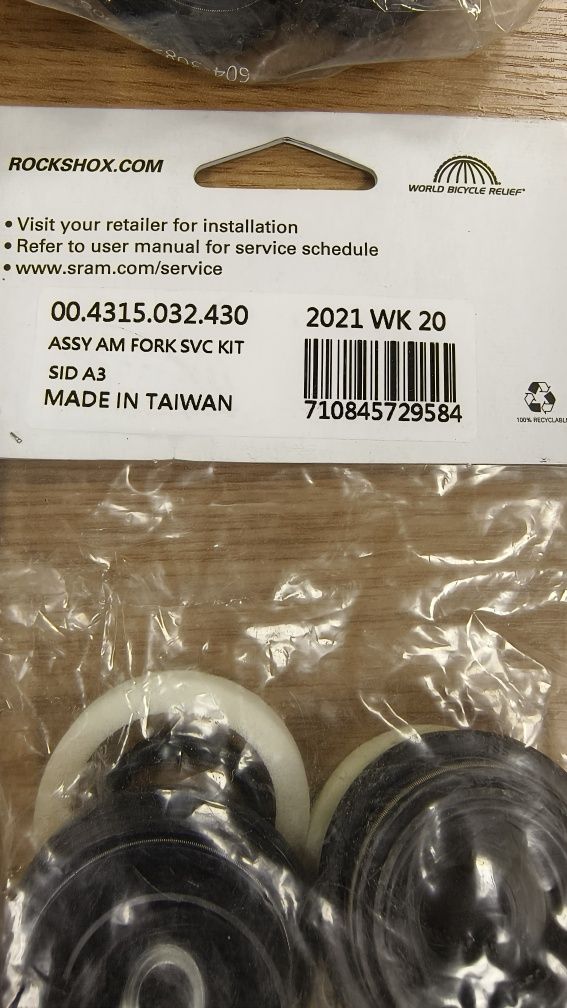 ROCKSHOX.COM
WORLD BICYCLE RELIEF
• Visit your retailer for installation
• Refer to user manual for service schedule
• www.sram.com/service
00.4315.032.430
2021 WK 20
ASSY AM FORK SVC KIT
SID A3
MADE IN TAIWAN
710845729584
100% RECYCLABLE